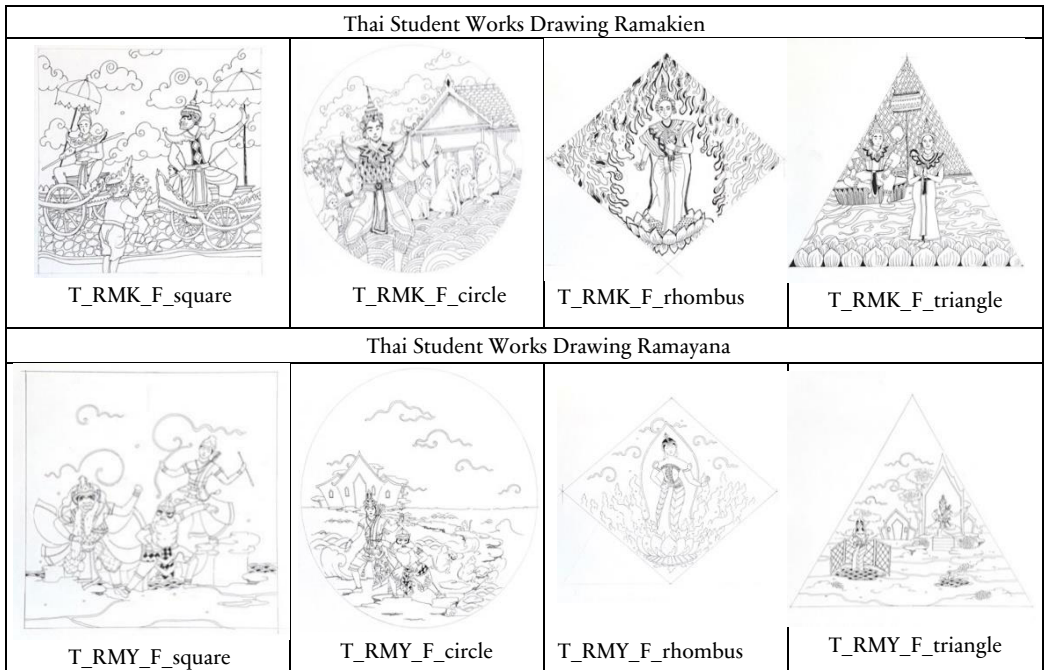 Thai Student Works Drawing Ramakien
T_RMK_F_square
T_RMK_F_circle
T_RMK_F_rhombus
T_RMK_F_triangle
Thai Student Works Drawing Ramayana
T_RMY_F_square
T_RMY_F_circle
T_RMY_F_rhombus
T_RMY_F_triangle